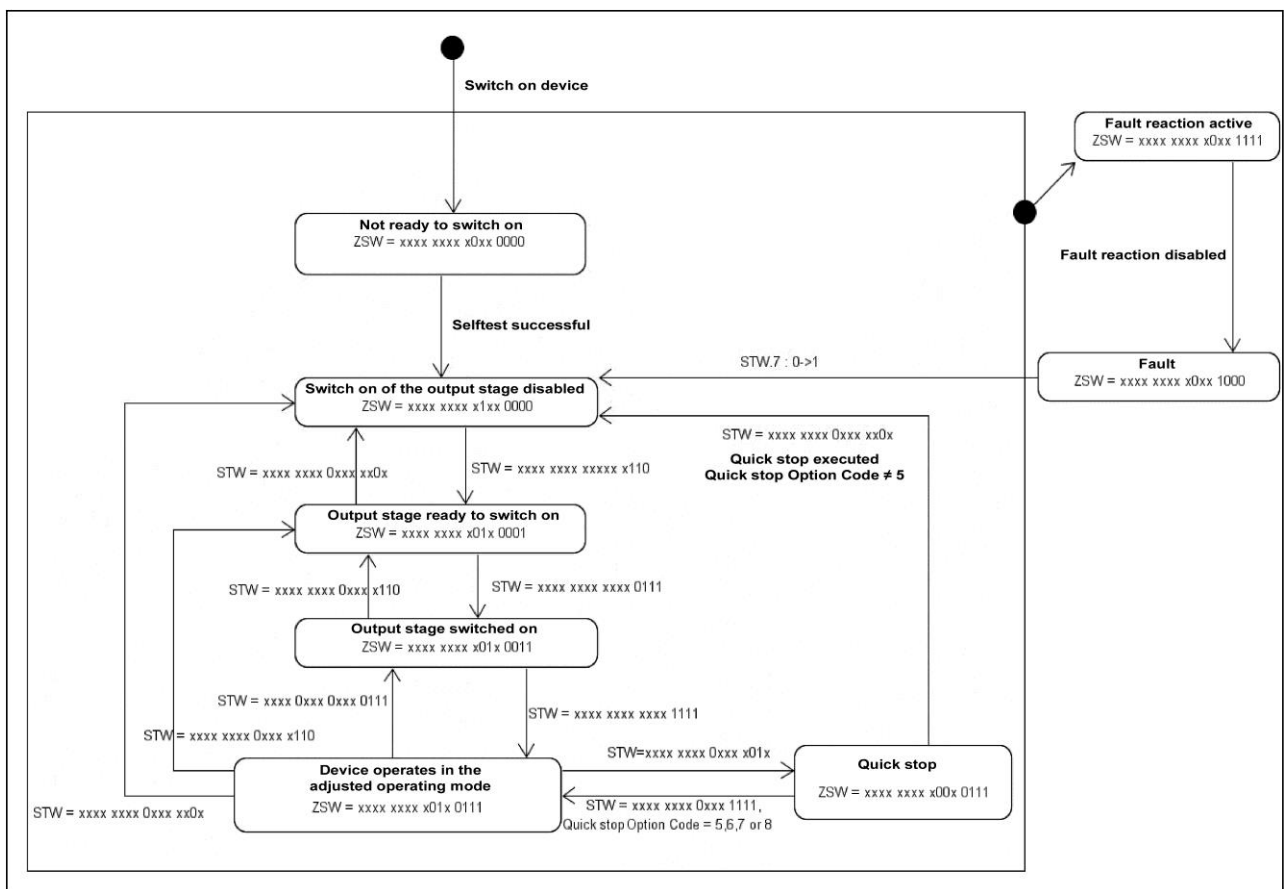 Switch on device
Fault reaction active
ZSW = xxxx xxxx x0xx 1111
Not ready to switch on
ZSW = xxxx xxxx x0xx 0000
Fault reaction disabled
Selftest successful
STW.7 : 0->1
Fault
ZSW = xxxx xxxx x0xx 1000
Switch on of the output stage disabled
ZSW = xxxx xxxx x1xx 0000
STW = xxxx xxxx 0xxx xx0x
Quick stop executed
Quick stop Option Code ≠ 5
STW = xxxx xxxx 0xxx xx0x
STW = xxxx xxxx xxxxx x110
Output stage ready to switch on
ZSW = xxxx xxxx x01x 0001
STW = xxxx xxxx 0xxx x110
STW = xxxx xxxx xxxx 0111
Output stage switched on
ZSW = xxxx xxxx x01x 0011
STW = xxxx 0xxx 0xxx 0111
STW = xxxx xxxx xxxx 1111
STW = xxxx xxxx 0xxx x110
STW=xxxx xxxx 0xxx x01x
Device operates in the
adjusted operating mode
ZSW = xxxx xxxx x01x 0111
Quick stop
ZSW = xxxx xxxx x00x 0111
STW = xxxx xxxx 0xxx xx0x
STW = xxxx xxxx 0xxx 1111,
Quick stop Option Code = 5,6,7 or 8